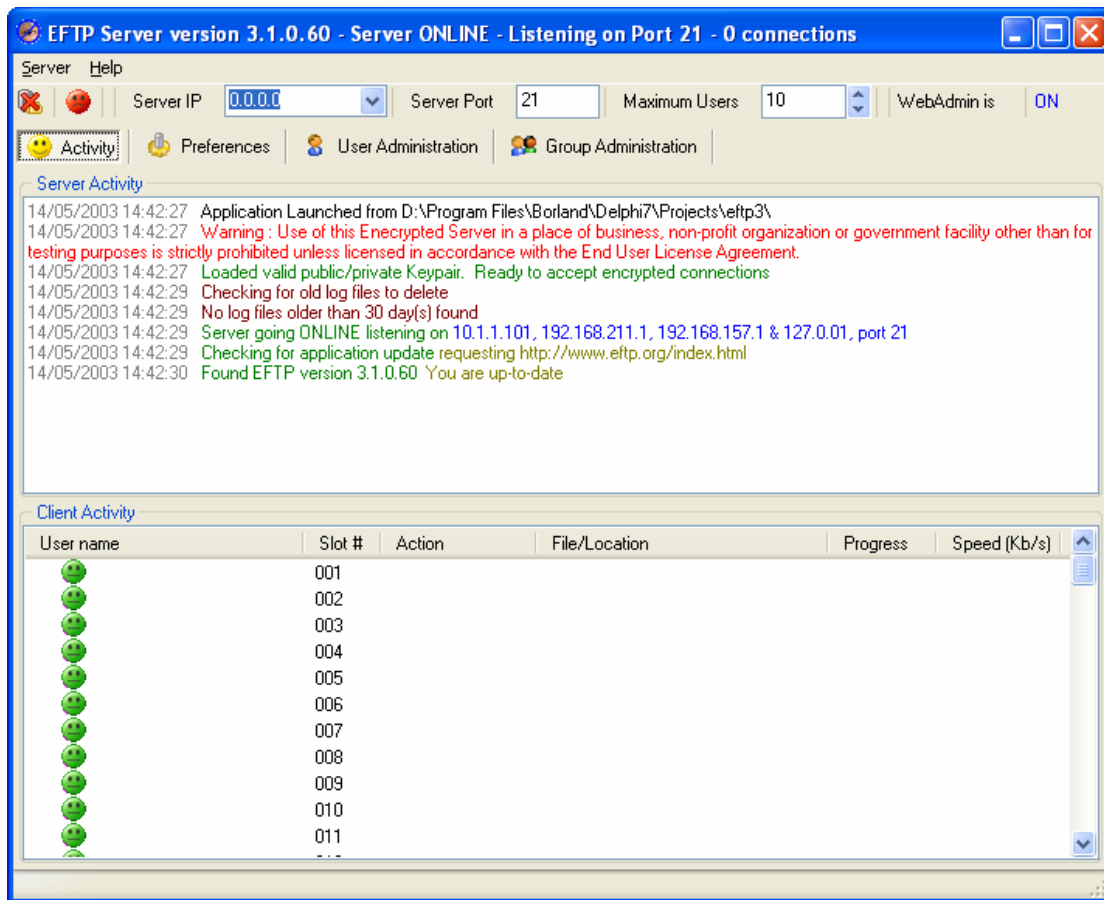 EFTP Server version 3.1.0.60 - Server ONLINE - Listening on Port 21 - 0 connections
Server Help
Server IP 0.0.0.0 Server Port 21 Maximum Users 10 WebAdmin is ON
Activity Preferences User Administration Group Administration
Server Activity
14/05/2003 14:42:27 Application Launched from D:\Program Files\Borland\Delphi7\Projects\eftp3\
14/05/2003 14:42:27 Warning : Use of this Enecrypted Server in a place of business, non-profit organization or government facility other than for
testing purposes is strictly prohibited unless licensed in accordance with the End User License Agreement.
14/05/2003 14:42:27 Loaded valid public/private Keypair. Ready to accept encrypted connections
14/05/2003 14:42:29 Checking for old log files to delete
14/05/2003 14:42:29 No log files older than 30 day(s) found
14/05/2003 14:42:29 Server going ONLINE listening on 10.1.1.101, 192.168.211.1, 192.168.157.1 & 127.0.01, port 21
14/05/2003 14:42:29 Checking for application update requesting http://www.eftp.org/index.html
14/05/2003 14:42:30 Found EFTP version 3.1.0.60 You are up-to-date
Client Activity
User name Slot # Action File/Location Progress Speed (Kb/s)
001
002
003
004
005
006
007
008
009
010
011